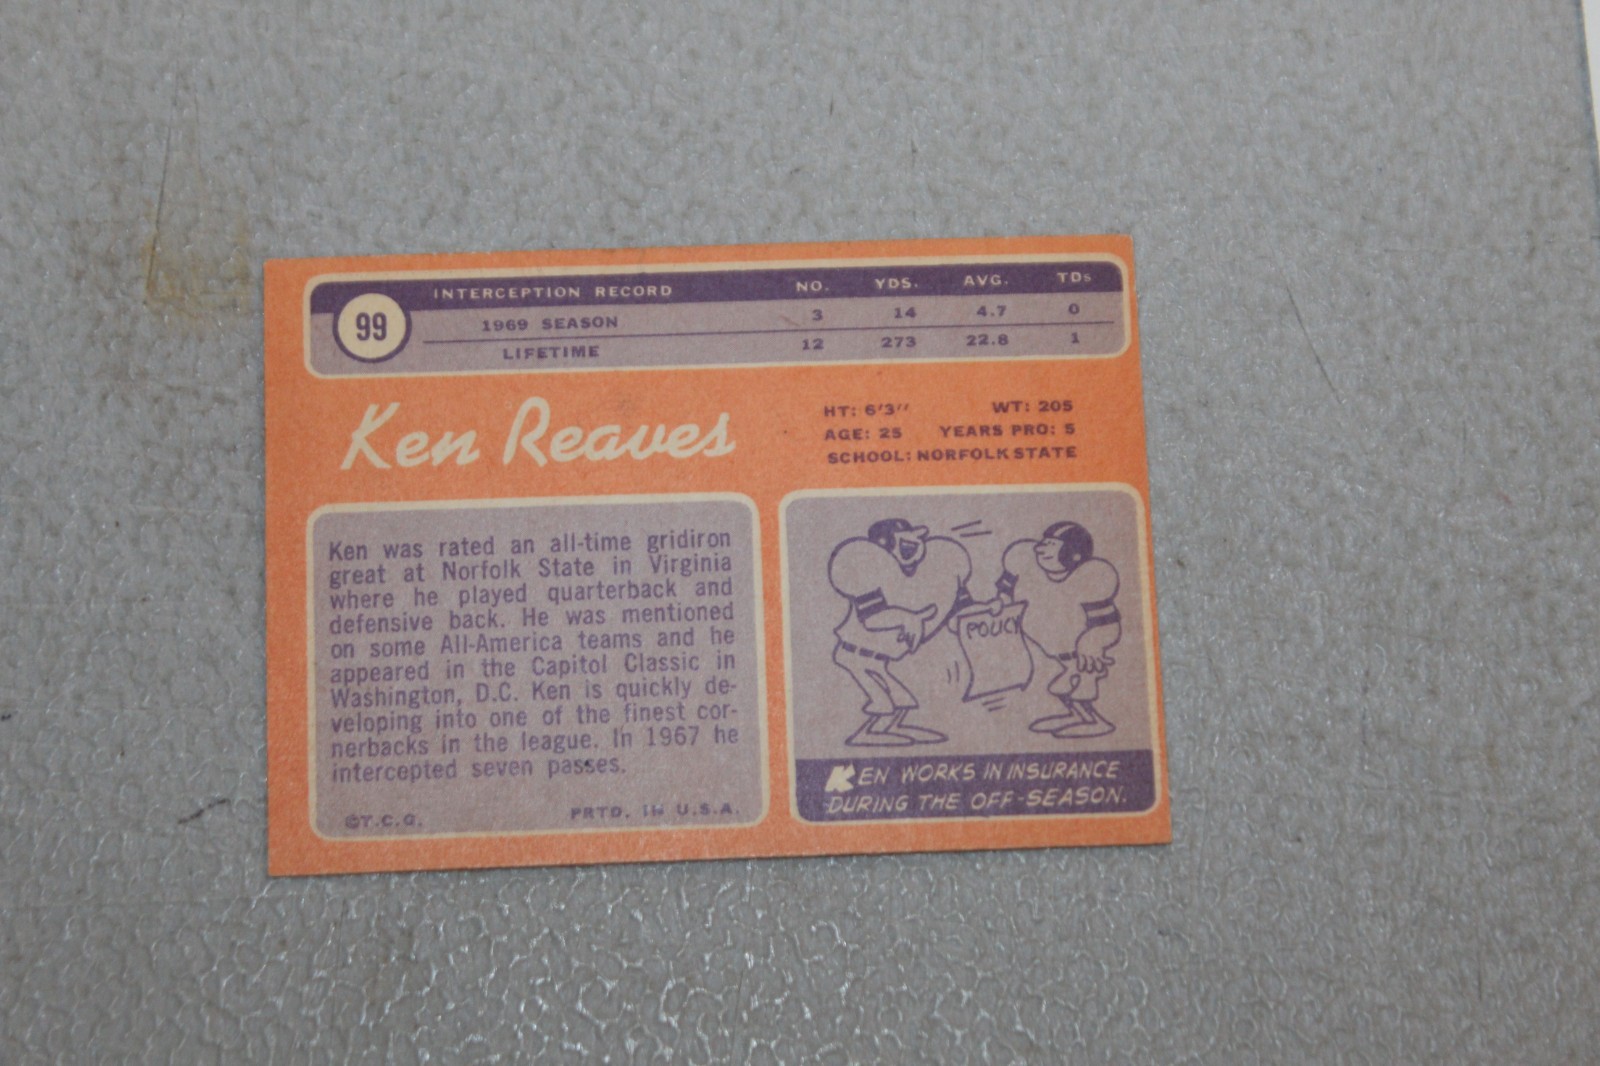 INTERCEPTION RECORD NO. YDS. AVG. TDs
99
1969 SEASON 3 14 4.7 0
LIFETIME 12 273 22.8 1
Ken Reaves
HT: 6'3" WT: 205
AGE: 25 YEARS PRO: 5
SCHOOL: NORFOLK STATE
Ken was rated an all-time gridiron
great at Norfolk State in Virginia
where he played quarterback and
defensive back. He was mentioned
on some All-America teams and he
appeared in the Capitol Classic in
Washington, D.C. Ken is quickly de-
veloping into one of the finest cor-
nerbacks in the league. In 1967 he
intercepted seven passes.
©T.C.G. PRTD. IN U.S.A.
POLICY
KEN WORKS IN INSURANCE
DURING THE OFF-SEASON.